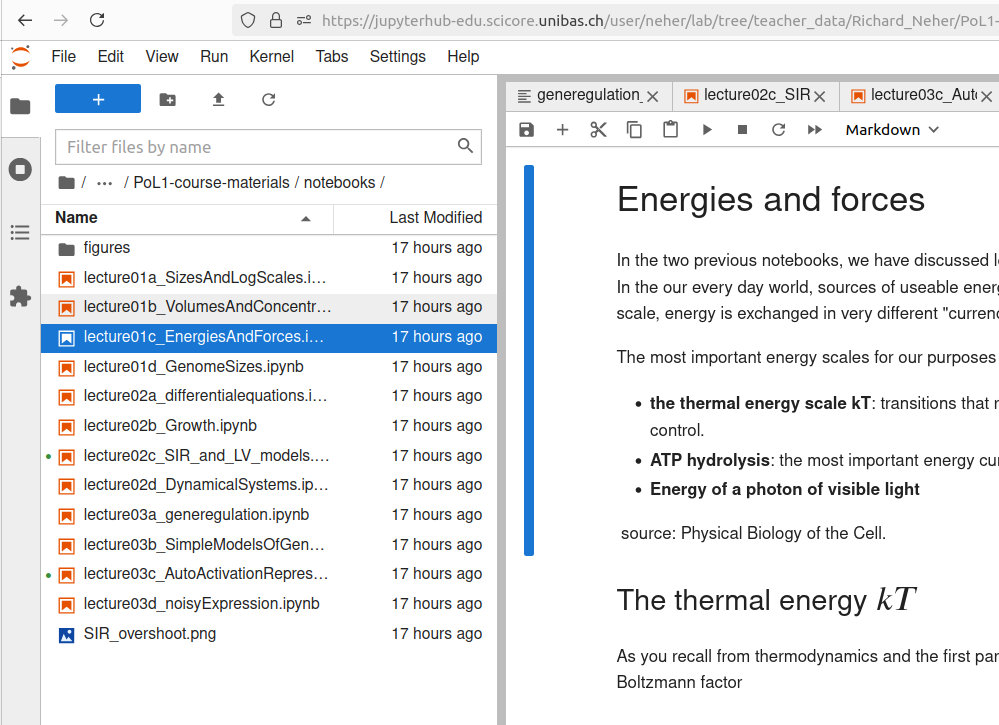 https://jupyterhub-edu.scicore.unibas.ch/user/neher/lab/tree/teacher_data/Richard_Neher/PoL1-
File Edit View Run Kernel Tabs Settings Help
+
Filter files by name
/ ··· / PoL1-course-materials / notebooks /
Name Last Modified
figures 17 hours ago
lecture01a_SizesAndLogScales.i… 17 hours ago
lecture01b_VolumesAndConcentr… 17 hours ago
lecture01c_EnergiesAndForces.i… 17 hours ago
lecture01d_GenomeSizes.ipynb 17 hours ago
lecture02a_differentialequations.i… 17 hours ago
lecture02b_Growth.ipynb 17 hours ago
lecture02c_SIR_and_LV_models.… 17 hours ago
lecture02d_DynamicalSystems.ip… 17 hours ago
lecture03a_generegulation.ipynb 17 hours ago
lecture03b_SimpleModelsOfGen… 17 hours ago
lecture03c_AutoActivationRepres… 17 hours ago
lecture03d_noisyExpression.ipynb 17 hours ago
SIR_overshoot.png 17 hours ago
generegulation_ lecture02c_SIR lecture03c_Aut
Markdown
Energies and forces
In the two previous notebooks, we have discussed
In the our every day world, sources of useable
scale, energy is exchanged in very different "currenc
The most important energy scales for our purposes
• the thermal energy scale kT: transitions that
control.
• ATP hydrolysis: the most important energy
• Energy of a photon of visible light
source: Physical Biology of the Cell.
The thermal energy kT
As you recall from thermodynamics and the first
Boltzmann factor